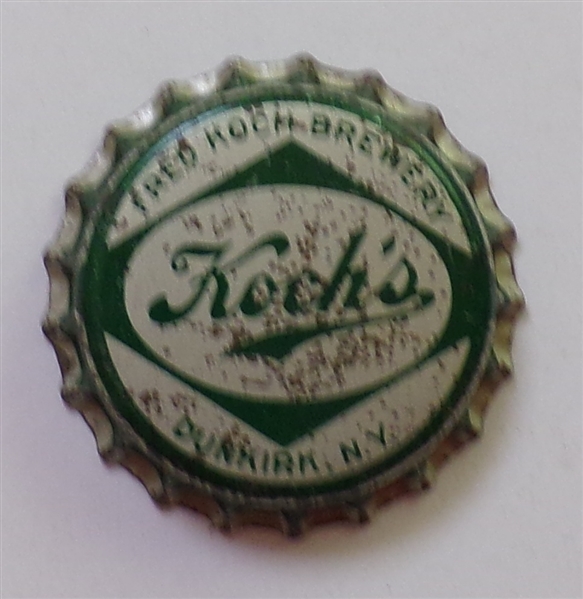 FRED KOCH BREWERY
Koch's.
DUNKIRK, N.Y.